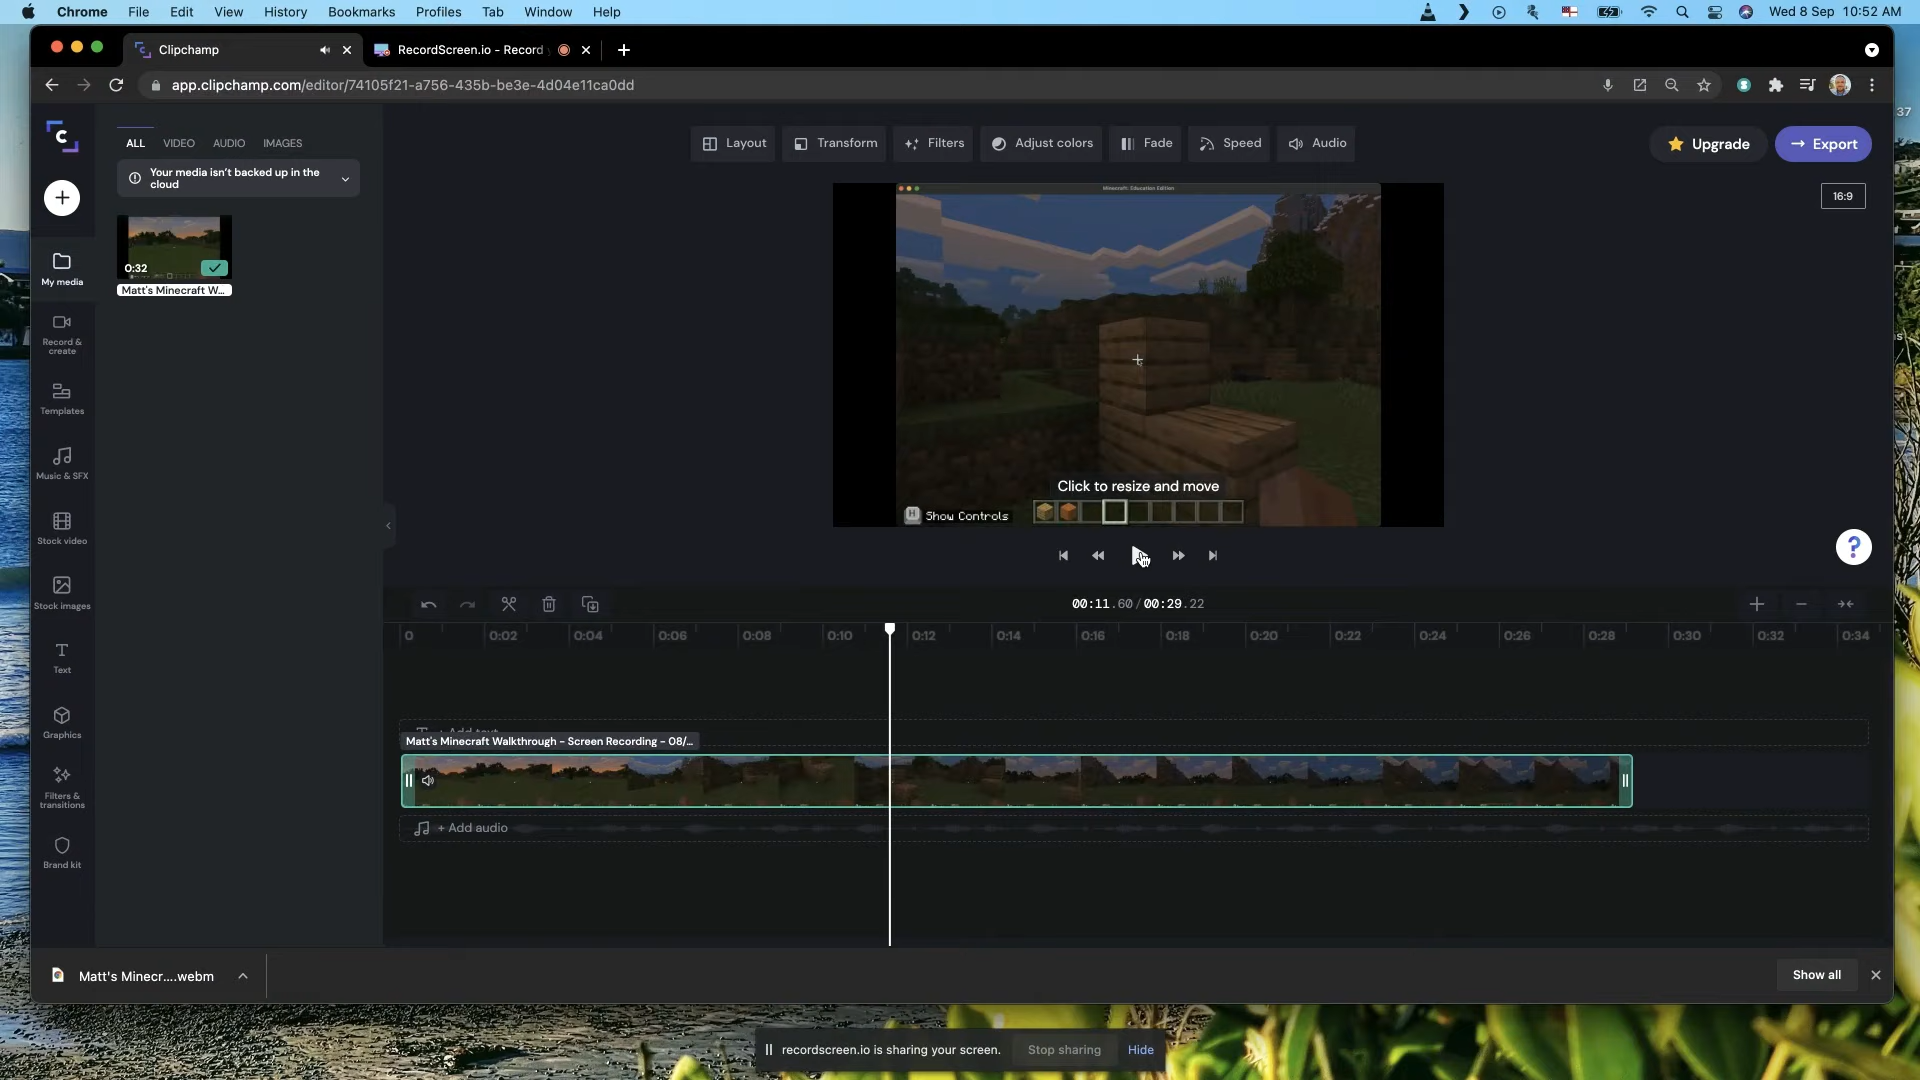 Chrome File Edit View History Bookmarks Profiles Tab Window Help Wed 8 Sep 10:52 AM
Clipchamp RecordScreen.io - Record
app.clipchamp.com/editor/74105f21-a756-435b-be3e-4d04e11ca0dd
37
ALL VIDEO AUDIO IMAGES
Layout Transform Filters Adjust colors Fade Speed Audio
Upgrade Export
Your media isn't backed up in the
cloud
16:9
Minecraft: Education Edition
0:32
Matt's Minecraft W...
My media
Record &
create
Templates
Music & SFX
Stock video
Stock images
Text
Graphics
Filters &
transitions
Brand kit
Click to resize and move
H Show Controls
?
00:11.60/00:29.22
0 0:02 0:04 0:06 0:08 0:10 0:12 0:14 0:16 0:18 0:20 0:22 0:24 0:26 0:28 0:30 0:32 0:34
Matt's Minecraft Walkthrough - Screen Recording - 08/...
+ Add audio
Matt's Minecr....webm
Show all
recordscreen.io is sharing your screen. Stop sharing Hide